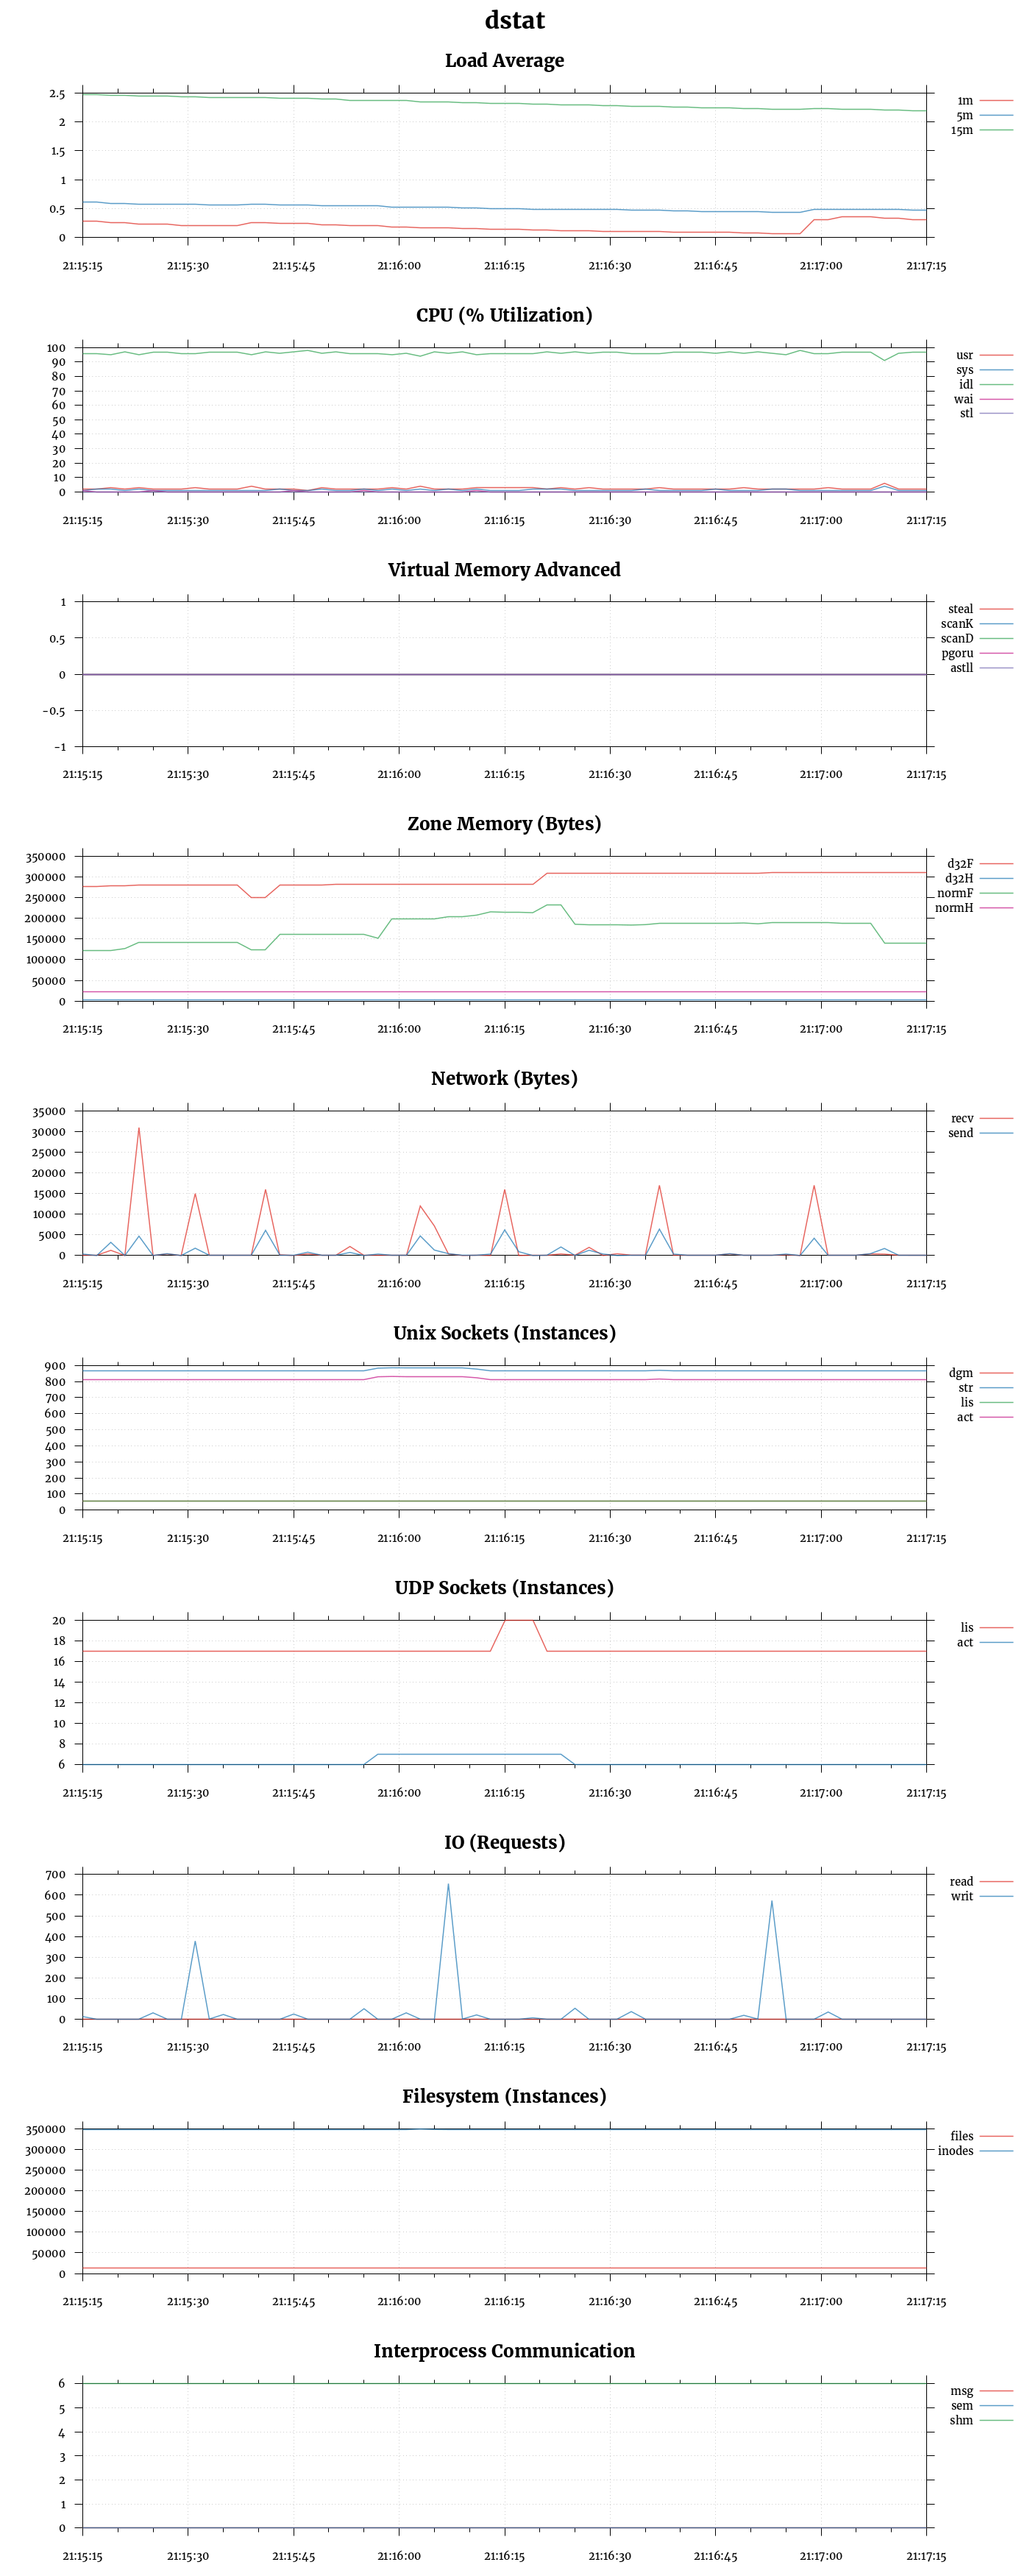 dstat
Load Average
2.5
2
1.5
1
0.5
0
21:15:15 21:15:30 21:15:45 21:16:00 21:16:15 21:16:30 21:16:45 21:17:00 21:17:15
1m
5m
15m
CPU (% Utilization)
100
90
80
70
60
50
40
30
20
10
0
21:15:15 21:15:30 21:15:45 21:16:00 21:16:15 21:16:30 21:16:45 21:17:00 21:17:15
usr
sys
idl
wai
stl
Virtual Memory Advanced
1
0.5
0
-0.5
-1
21:15:15 21:15:30 21:15:45 21:16:00 21:16:15 21:16:30 21:16:45 21:17:00 21:17:15
steal
scanK
scanD
pgoru
astll
Zone Memory (Bytes)
350000
300000
250000
200000
150000
100000
50000
0
21:15:15 21:15:30 21:15:45 21:16:00 21:16:15 21:16:30 21:16:45 21:17:00 21:17:15
d32F
d32H
normF
normH
Network (Bytes)
35000
30000
25000
20000
15000
10000
5000
0
21:15:15 21:15:30 21:15:45 21:16:00 21:16:15 21:16:30 21:16:45 21:17:00 21:17:15
recv
send
Unix Sockets (Instances)
900
800
700
600
500
400
300
200
100
0
21:15:15 21:15:30 21:15:45 21:16:00 21:16:15 21:16:30 21:16:45 21:17:00 21:17:15
dgm
str
lis
act
UDP Sockets (Instances)
20
18
16
14
12
10
8
6
21:15:15 21:15:30 21:15:45 21:16:00 21:16:15 21:16:30 21:16:45 21:17:00 21:17:15
lis
act
IO (Requests)
700
600
500
400
300
200
100
0
21:15:15 21:15:30 21:15:45 21:16:00 21:16:15 21:16:30 21:16:45 21:17:00 21:17:15
read
writ
Filesystem (Instances)
350000
300000
250000
200000
150000
100000
50000
0
21:15:15 21:15:30 21:15:45 21:16:00 21:16:15 21:16:30 21:16:45 21:17:00 21:17:15
files
inodes
Interprocess Communication
6
5
4
3
2
1
0
21:15:15 21:15:30 21:15:45 21:16:00 21:16:15 21:16:30 21:16:45 21:17:00 21:17:15
msg
sem
shm